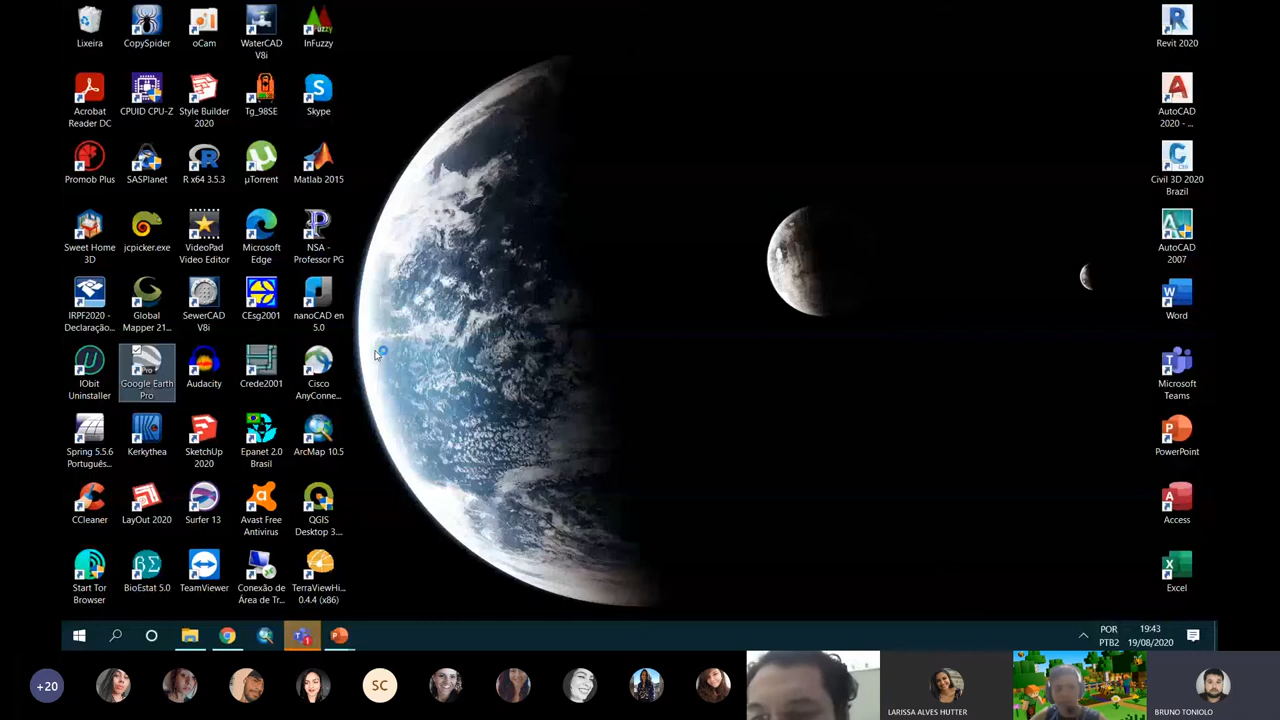 Lixeira
CopySpider
oCam
WaterCAD
V8i
InFuzzy
Revit 2020
Acrobat
Reader DC
CPUID CPU-Z
Style Builder
2020
Tg_98SE
Skype
AutoCAD
2020 - ...
Promob Plus
SASPlanet
R x64 3.5.3
µTorrent
Matlab 2015
Civil 3D 2020
Brazil
Sweet Home
3D
jcpicker.exe
VideoPad
Video Editor
Microsoft
Edge
NSA -
Professor PG
AutoCAD
2007
IRPF2020 -
Declaração...
Global
Mapper 21...
SewerCAD
V8i
CEsg2001
nanoCAD en
5.0
Word
IObit
Uninstaller
Pro
Google Earth
Pro
Audacity
Crede2001
Cisco
AnyConne...
Microsoft
Teams
Spring 5.5.6
Português...
Kerkythea
SketchUp
2020
Epanet 2.0
Brasil
ArcMap 10.5
PowerPoint
CCleaner
LayOut 2020
Surfer 13
Avast Free
Antivirus
QGIS
Desktop 3....
Access
Start Tor
Browser
BioEstat 5.0
TeamViewer
Conexão de
Área de Tr...
TerraViewHi...
0.4.4 (x86)
Excel
POR
PTB2
19:43
19/08/2020
+20
SC
LARISSA ALVES HUTTER
BRUNO TONIOLO